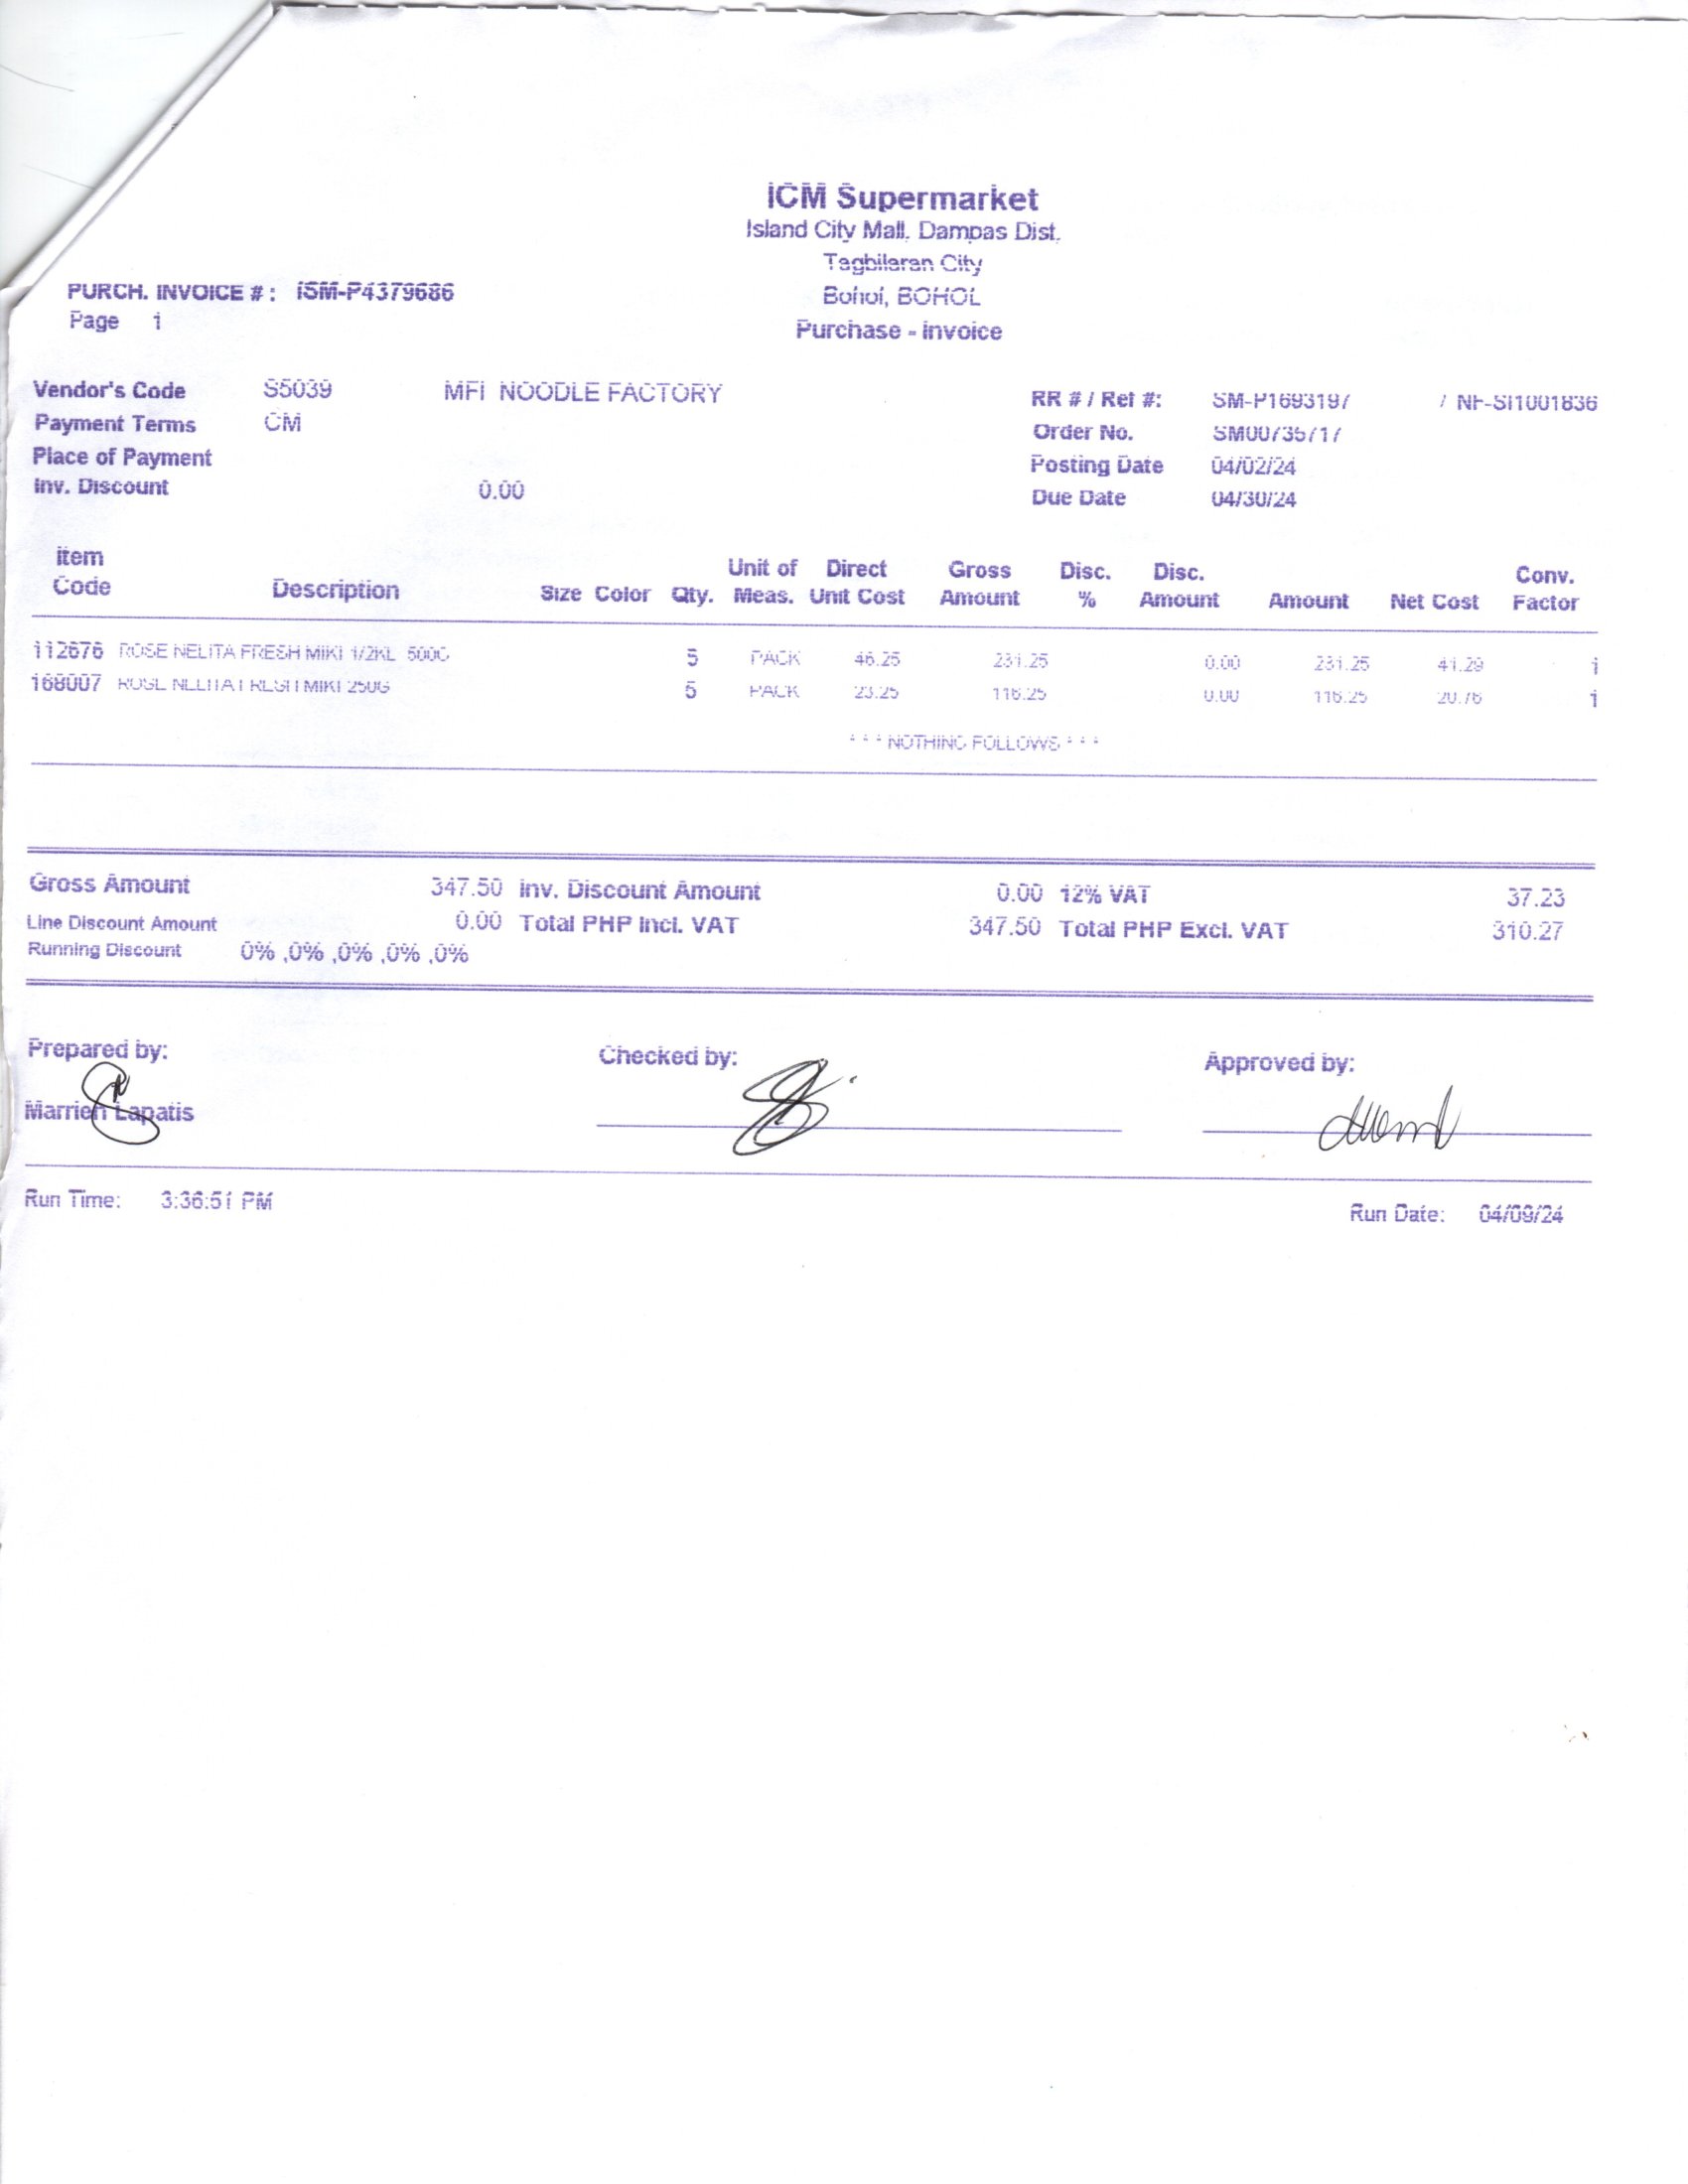 ICM Supermarket
Island City Mall, Dampas Dist.
Tagbilaran City
Bohol, BOHOL
Purchase - Invoice
PURCH. INVOICE # : ISM-P4379686
Page 1
Vendor's Code S5039 MFI NOODLE FACTORY
Payment Terms CM
Place of Payment
Inv. Discount 0.00
RR # / Ref #: SM-P1693197 / NF-SI1001836
Order No. SM00735717
Posting Date 04/02/24
Due Date 04/30/24
Item Code Description Size Color Qty. Unit of Meas. Direct Unit Cost Gross Amount Disc. % Disc. Amount Amount Net Cost Conv. Factor
112676 ROSE NELITA FRESH MIKI 1/2KL 500G 5 PACK 46.25 231.25 0.00 231.25 41.29 1
168007 ROSE NELITA FRESH MIKI 250G 5 PACK 23.25 116.25 0.00 116.25 20.76 1
* * * NOTHING FOLLOWS * * *
Gross Amount 347.50 Inv. Discount Amount 0.00 12% VAT 37.23
Line Discount Amount 0.00 Total PHP Incl. VAT 347.50 Total PHP Excl. VAT 310.27
Running Discount 0% ,0% ,0% ,0% ,0%
Prepared by: Checked by: Approved by:
Marrien Lapatis
Run Time: 3:36:51 PM Run Date: 04/09/24